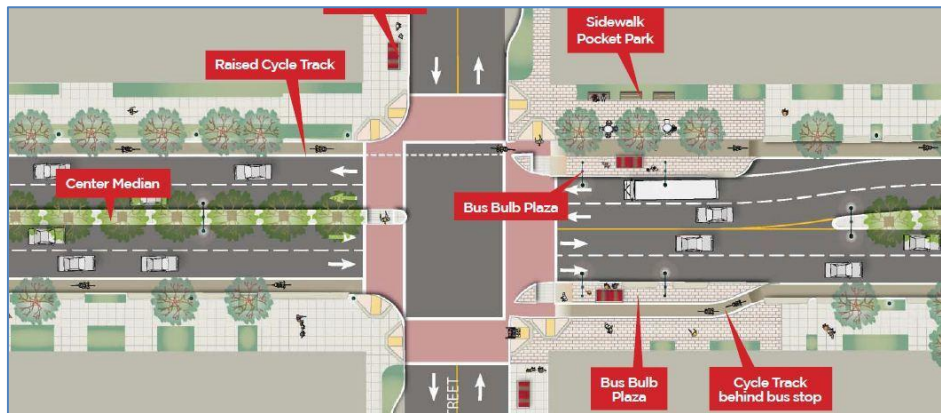 Sidewalk
Pocket Park
Raised Cycle Track
Center Median
Bus Bulb Plaza
Bus Bulb
Plaza
Cycle Track
behind bus stop
STREET